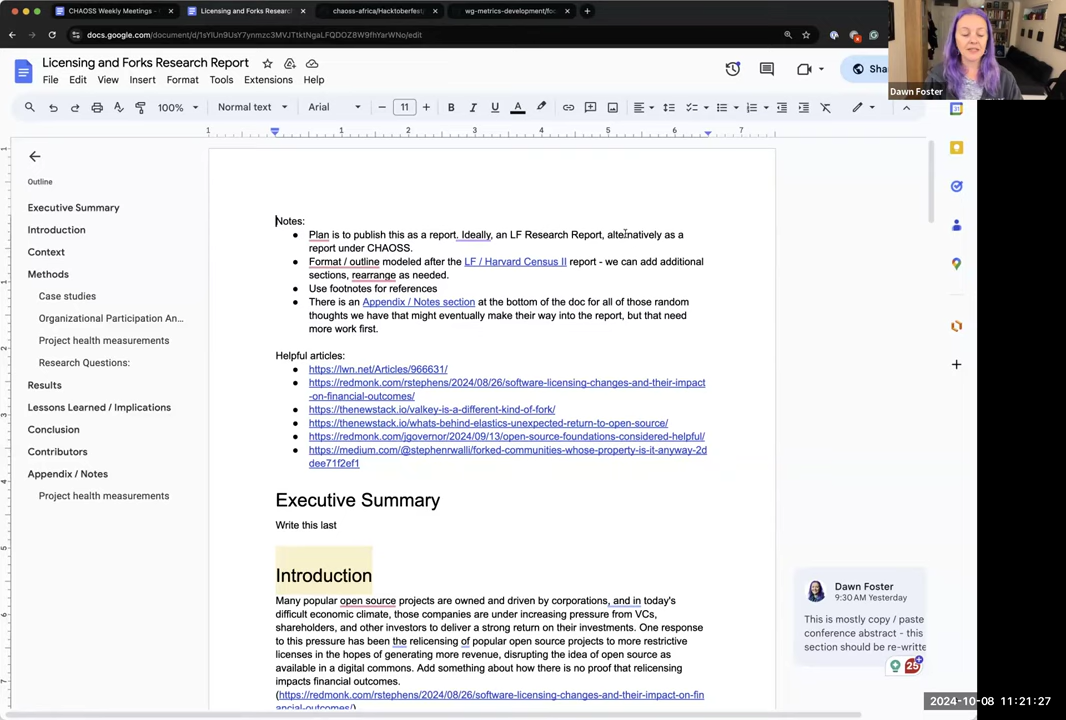 CHAOSS Weekly Meetings -
Licensing and Forks Research
chaoss-africa/Hacktoberfest
wg-metrics-development/foc
docs.google.com/document/d/1sYlUn9UsY7ynmzc3MVJTtktNgaLFQDOZ8W9fhYarWNo/edit
Licensing and Forks Research Report
File Edit View Insert Format Tools Extensions Help
Sha
Dawn Foster
100% Normal text Arial 11 B I U A
1 1 2 3 4 5 6 7
Outline
Executive Summary
Introduction
Context
Methods
Case studies
Organizational Participation An...
Project health measurements
Research Questions:
Results
Lessons Learned / Implications
Conclusion
Contributors
Appendix / Notes
Project health measurements
Notes:
● Plan is to publish this as a report. Ideally, an LF Research Report, alternatively as a
report under CHAOSS.
● Format / outline modeled after the LF / Harvard Census II report - we can add additional
sections, rearrange as needed.
● Use footnotes for references
● There is an Appendix / Notes section at the bottom of the doc for all of those random
thoughts we have that might eventually make their way into the report, but that need
more work first.
Helpful articles:
● https://lwn.net/Articles/966631/
● https://redmonk.com/rstephens/2024/08/26/software-licensing-changes-and-their-impact
-on-financial-outcomes/
● https://thenewstack.io/valkey-is-a-different-kind-of-fork/
● https://thenewstack.io/whats-behind-elastics-unexpected-return-to-open-source/
● https://redmonk.com/jgovernor/2024/09/13/open-source-foundations-considered-helpful/
● https://medium.com/@stephenrwalli/forked-communities-whose-property-is-it-anyway-2d
dee71f2ef1
Executive Summary
Write this last
Introduction
Many popular open source projects are owned and driven by corporations, and in today's
difficult economic climate, those companies are under increasing pressure from VCs,
shareholders, and other investors to deliver a strong return on their investments. One response
to this pressure has been the relicensing of popular open source projects to more restrictive
licenses in the hopes of generating more revenue, disrupting the idea of open source as
available in a digital commons. Add something about how there is no proof that relicensing
impacts financial outcomes.
(https://redmonk.com/rstephens/2024/08/26/software-licensing-changes-and-their-impact-on-fin
ancial-outcomes/)
Dawn Foster
9:30 AM Yesterday
This is mostly copy / paste
conference abstract - this
section should be re-writte
25
2024-10-08 11:21:27